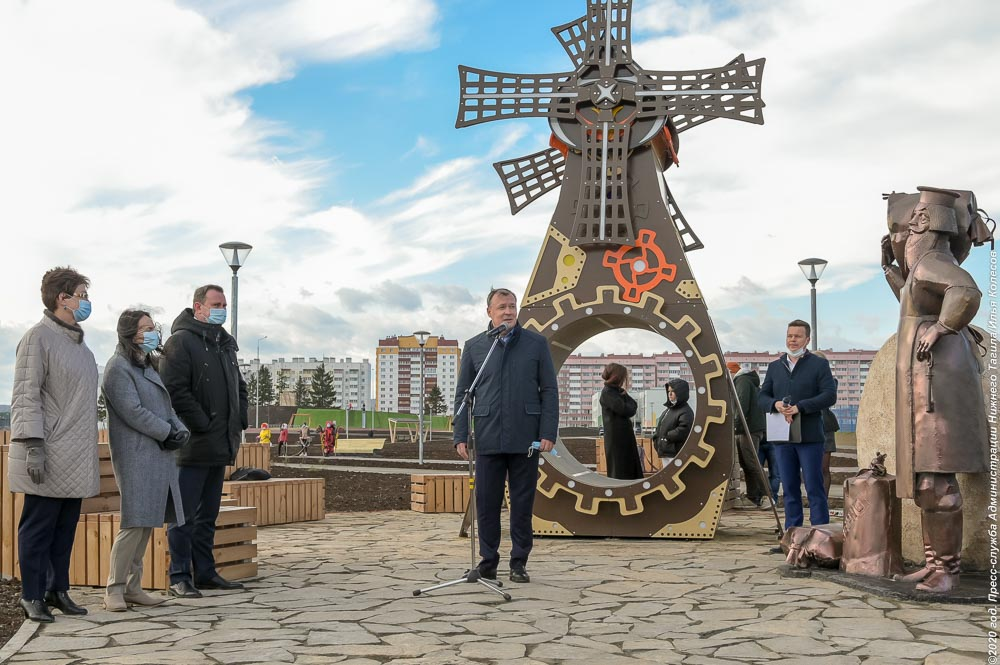 ©2020 год. Пресс-служба Администрации Нижнего Тагила\Илья Колесов